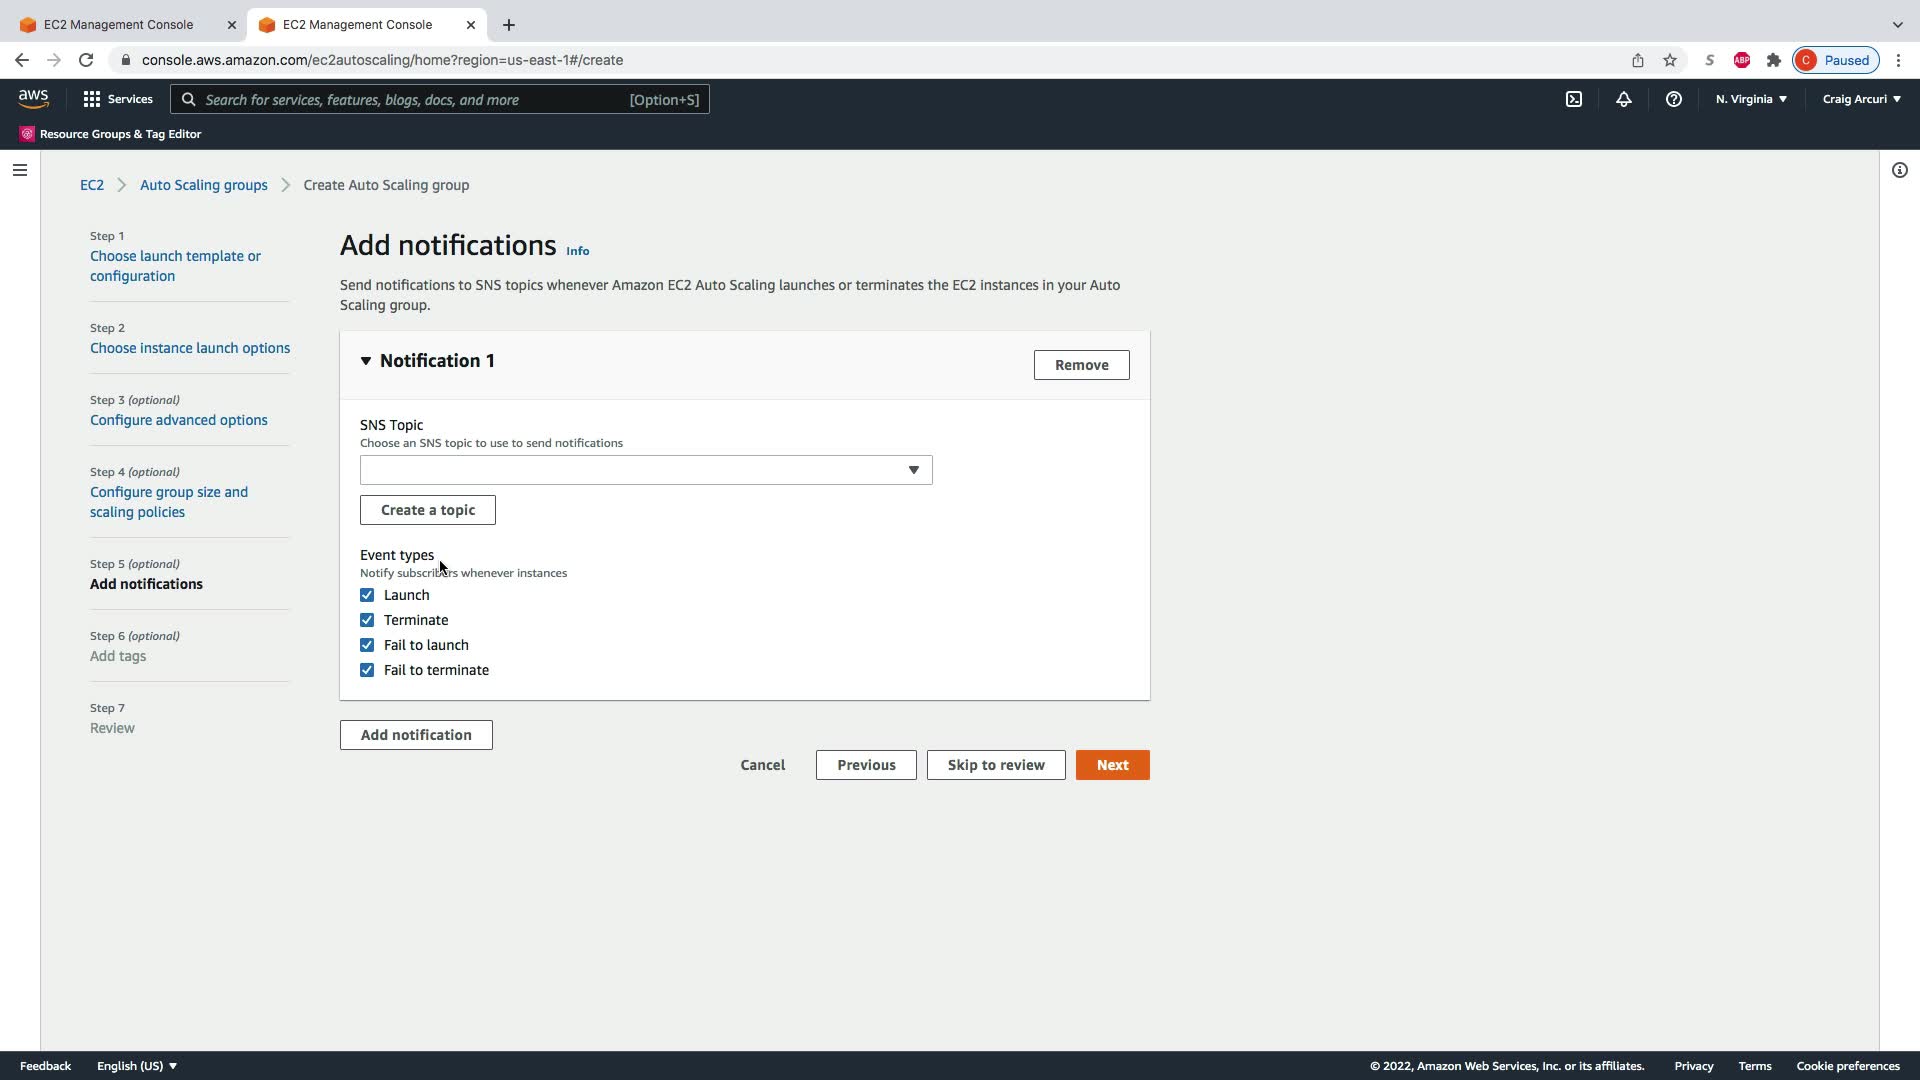 EC2 Management Console
EC2 Management Console
console.aws.amazon.com/ec2autoscaling/home?region=us-east-1#/create
S
ABP
C Paused
aws
Services
Search for services, features, blogs, docs, and more [Option+S]
N. Virginia
Craig Arcuri
Resource Groups & Tag Editor
EC2 > Auto Scaling groups > Create Auto Scaling group
Step 1
Choose launch template or
configuration
Step 2
Choose instance launch options
Step 3 (optional)
Configure advanced options
Step 4 (optional)
Configure group size and
scaling policies
Step 5 (optional)
Add notifications
Step 6 (optional)
Add tags
Step 7
Review
Add notifications Info
Send notifications to SNS topics whenever Amazon EC2 Auto Scaling launches or terminates the EC2 instances in your Auto
Scaling group.
Notification 1
Remove
SNS Topic
Choose an SNS topic to use to send notifications
Create a topic
Event types
Notify subscribers whenever instances
Launch
Terminate
Fail to launch
Fail to terminate
Add notification
Cancel
Previous
Skip to review
Next
Feedback
English (US)
© 2022, Amazon Web Services, Inc. or its affiliates.
Privacy
Terms
Cookie preferences